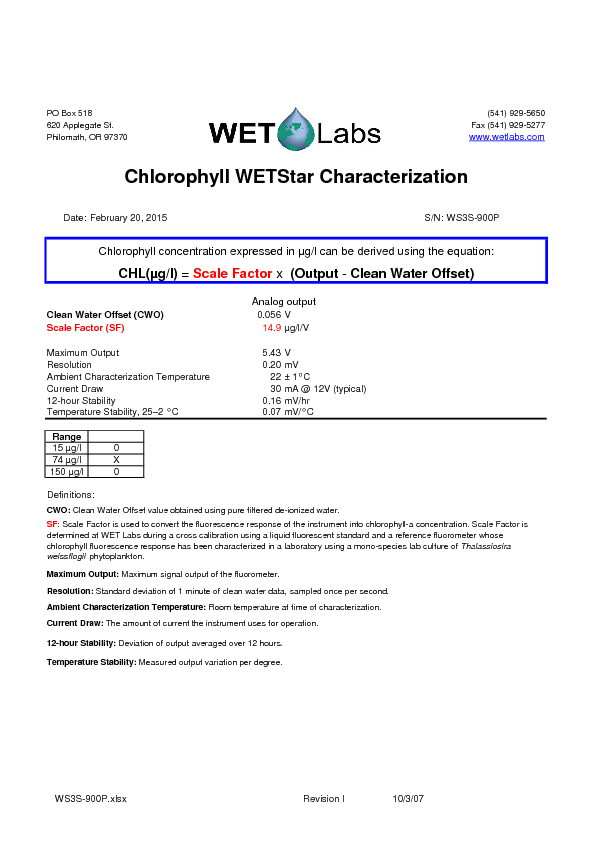 PO Box 518
620 Applegate St.
Philomath, OR 97370
WET Labs
(541) 929-5650
Fax (541) 929-5277
www.wetlabs.com
Chlorophyll WETStar Characterization
Date: February 20, 2015 S/N: WS3S-900P
Chlorophyll concentration expressed in µg/l can be derived using the equation:
CHL(µg/l) = Scale Factor x (Output - Clean Water Offset)
Analog output
Clean Water Offset (CWO) 0.056 V
Scale Factor (SF) 14.9 µg/l/V
Maximum Output 5.43 V
Resolution 0.20 mV
Ambient Characterization Temperature 22 ± 1°C
Current Draw 30 mA @ 12V (typical)
12-hour Stability 0.16 mV/hr
Temperature Stability, 25–2 °C 0.07 mV/°C
Range
15 µg/l 0
74 µg/l X
150 µg/l 0
Definitions:
CWO: Clean Water Offset value obtained using pure filtered de-ionized water.
SF: Scale Factor is used to convert the fluorescence response of the instrument into chlorophyll-a concentration. Scale Factor is
determined at WET Labs during a cross calibration using a liquid fluorescent standard and a reference fluorometer whose
chlorophyll fluorescence response has been characterized in a laboratory using a mono-species lab culture of Thalassiosira
weissflogii phytoplankton.
Maximum Output: Maximum signal output of the fluorometer.
Resolution: Standard deviation of 1 minute of clean water data, sampled once per second.
Ambient Characterization Temperature: Room temperature at time of characterization.
Current Draw: The amount of current the instrument uses for operation.
12-hour Stability: Deviation of output averaged over 12 hours.
Temperature Stability: Measured output variation per degree.
WS3S-900P.xlsx Revision I 10/3/07